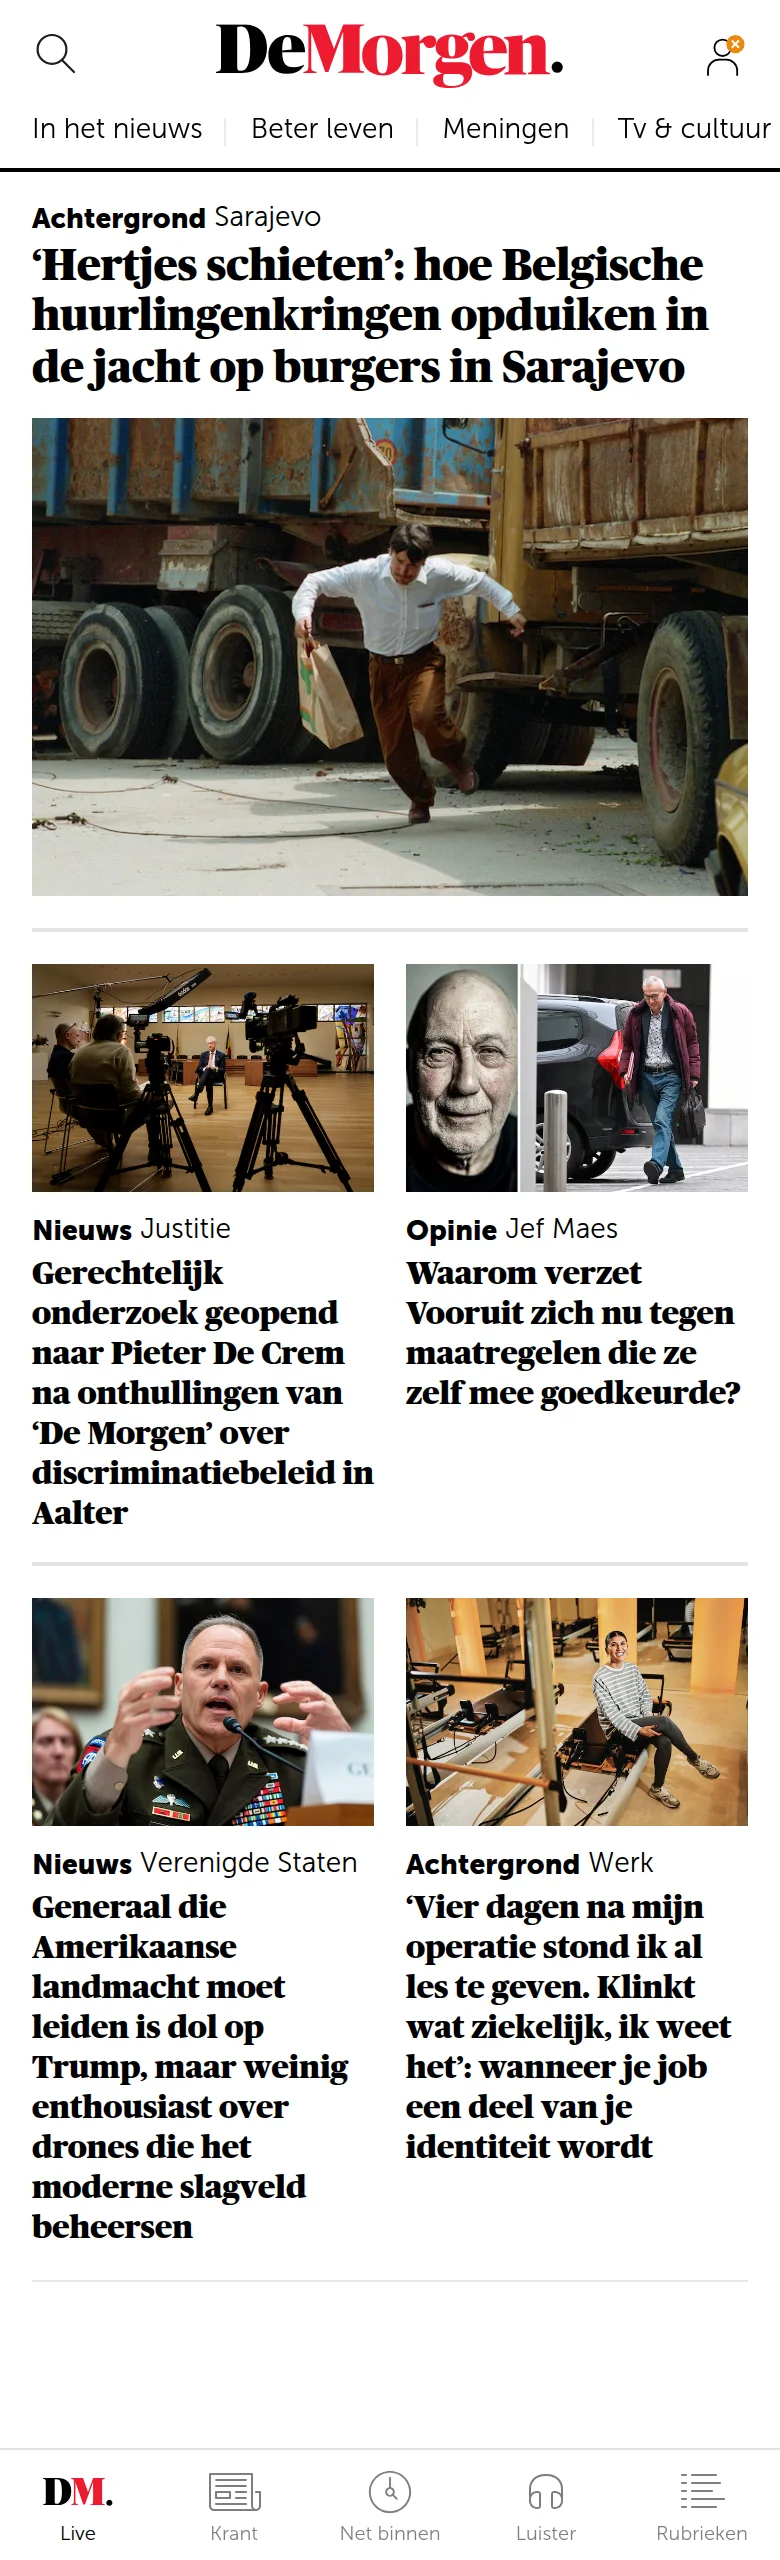 DeMorgen.
In het nieuws
Beter leven
Meningen
Tv & cultuur
Achtergrond Sarajevo
‘Hertjes schieten’: hoe Belgische
huurlingenkringen opduiken in
de jacht op burgers in Sarajevo
Nieuws Justitie
Gerechtelijk
onderzoek geopend
naar Pieter De Crem
na onthullingen van
‘De Morgen’ over
discriminatiebeleid in
Aalter
Opinie Jef Maes
Waarom verzet
Vooruit zich nu tegen
maatregelen die ze
zelf mee goedkeurde?
Nieuws Verenigde Staten
Generaal die
Amerikaanse
landmacht moet
leiden is dol op
Trump, maar weinig
enthousiast over
drones die het
moderne slagveld
beheersen
Achtergrond Werk
‘Vier dagen na mijn
operatie stond ik al
les te geven. Klinkt
wat ziekelijk, ik weet
het’: wanneer je job
een deel van je
identiteit wordt
DM.
Live
Krant
Net binnen
Luister
Rubrieken